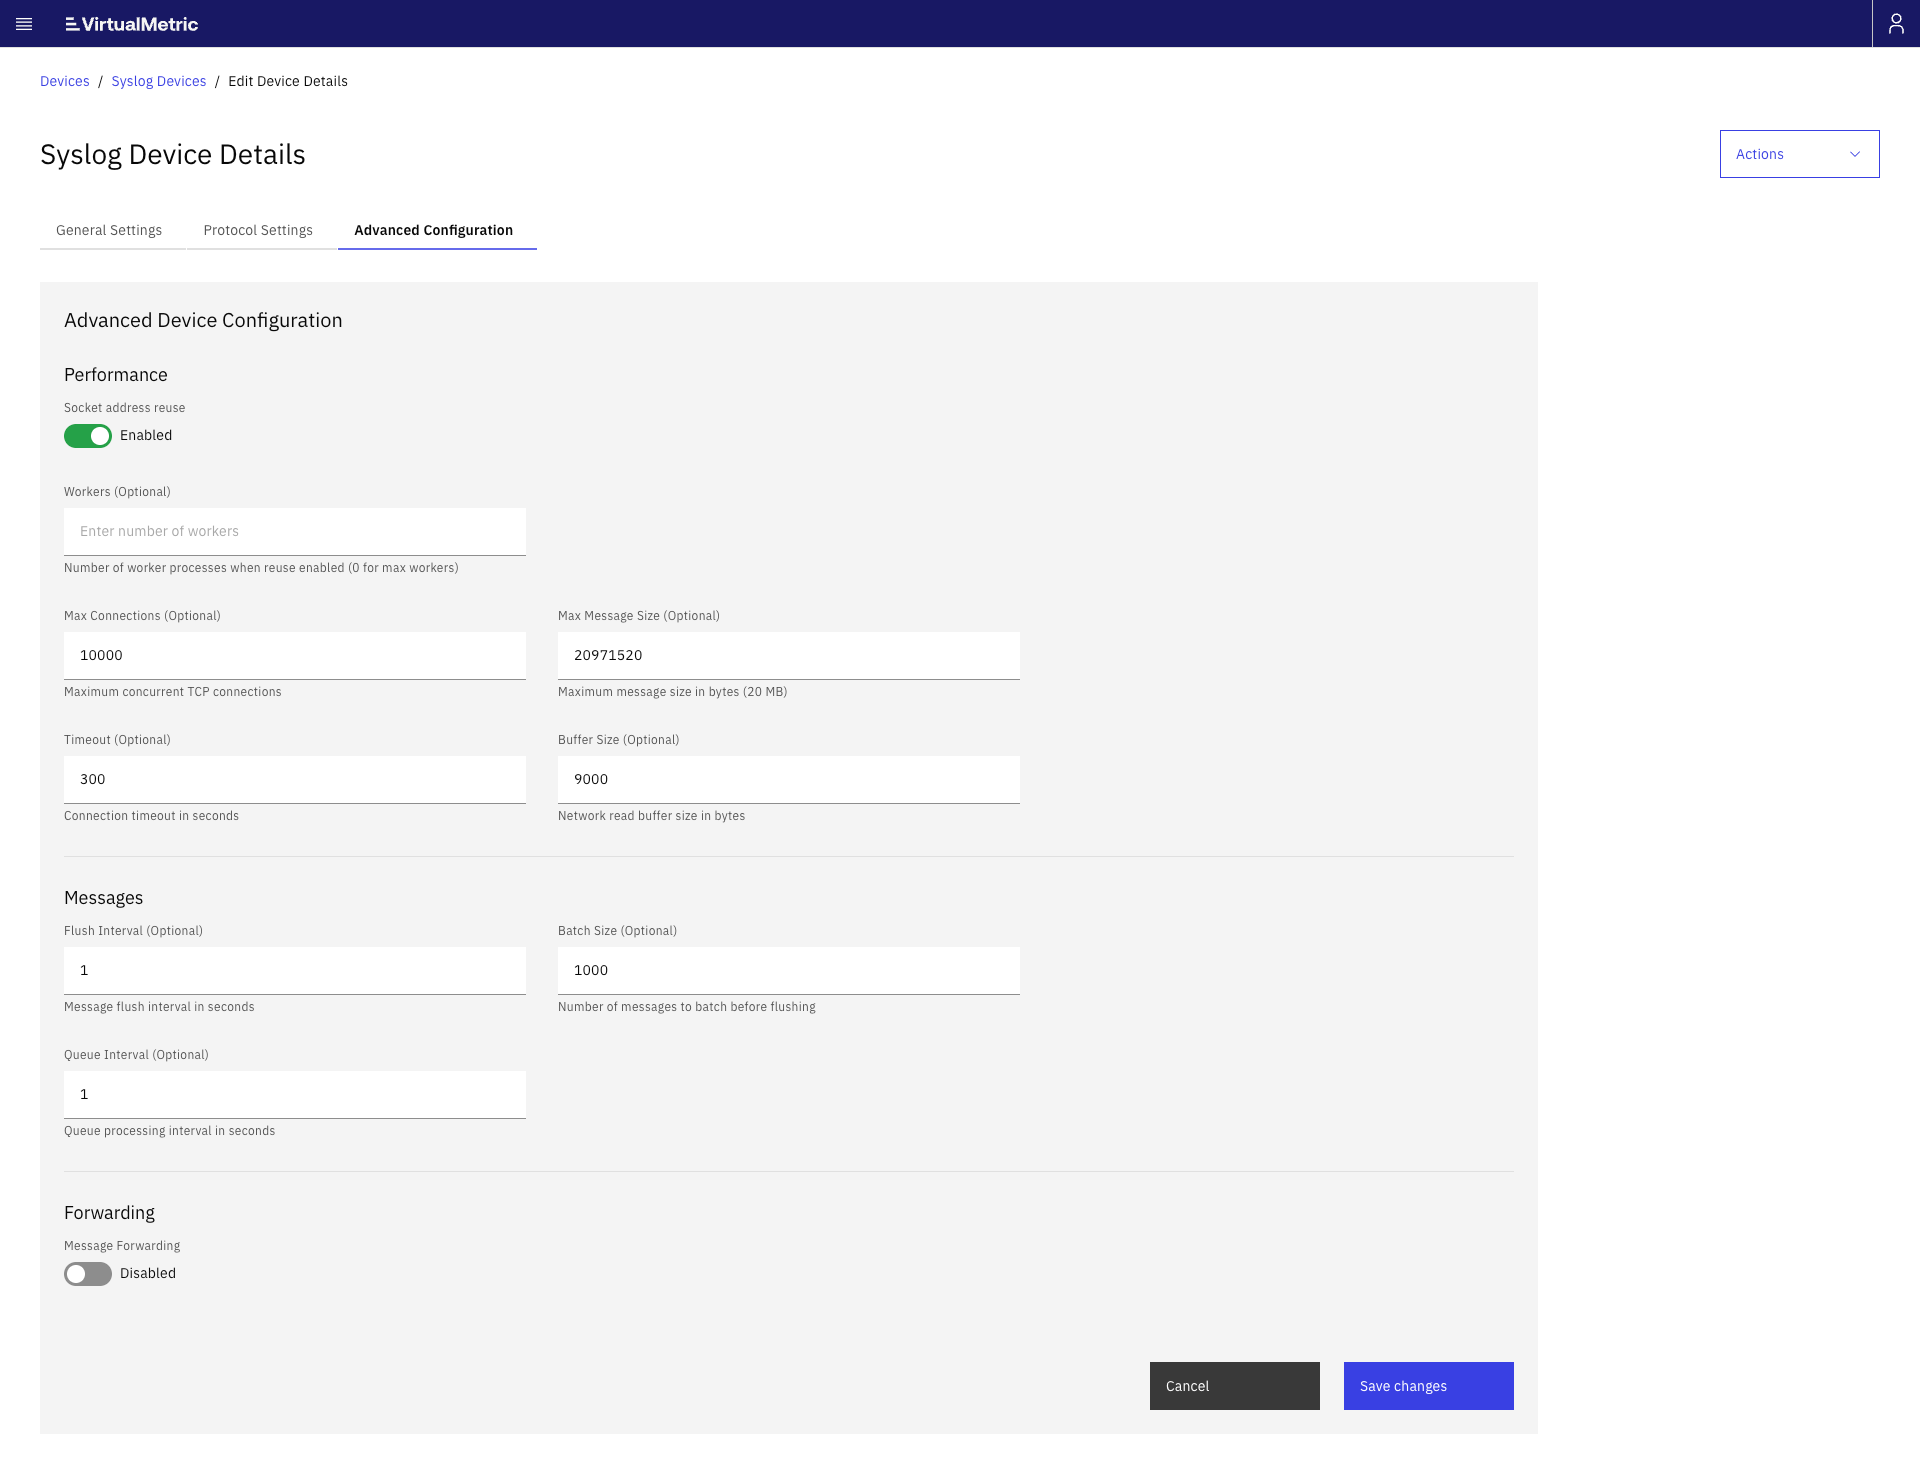 VirtualMetric
Devices / Syslog Devices / Edit Device Details
Syslog Device Details
Actions
General Settings Protocol Settings Advanced Configuration
Advanced Device Configuration
Performance
Socket address reuse
Enabled
Workers (Optional)
Enter number of workers
Number of worker processes when reuse enabled (0 for max workers)
Max Connections (Optional) Max Message Size (Optional)
10000 20971520
Maximum concurrent TCP connections Maximum message size in bytes (20 MB)
Timeout (Optional) Buffer Size (Optional)
300 9000
Connection timeout in seconds Network read buffer size in bytes
Messages
Flush Interval (Optional) Batch Size (Optional)
1 1000
Message flush interval in seconds Number of messages to batch before flushing
Queue Interval (Optional)
1
Queue processing interval in seconds
Forwarding
Message Forwarding
Disabled
Cancel Save changes